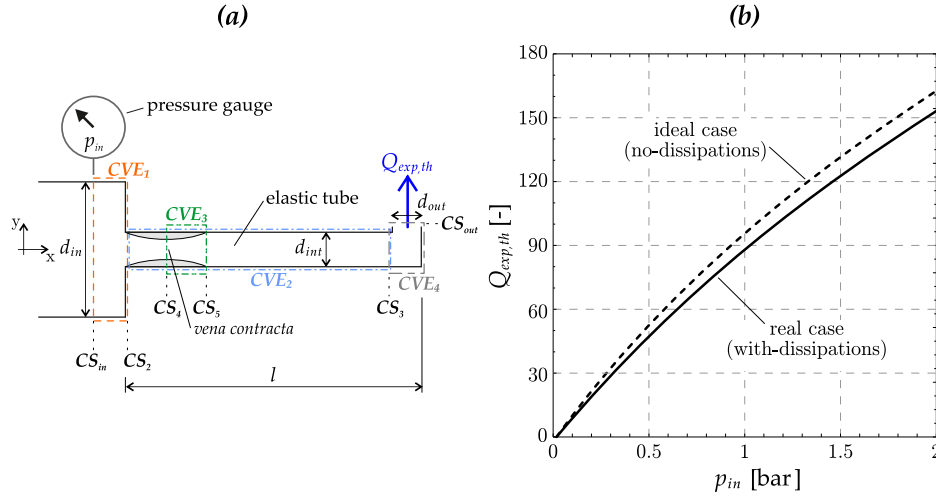 (a)
pressure gauge
p_in
CVE_1
Q_exp,th
CVE_3
elastic tube
d_out
CS_out
y
x
d_in
d_int
CVE_2
CVE_4
CS_4
CS_5
CS_3
vena contracta
CS_in
CS_2
l
(b)
180
150
120
90
60
30
0
Q_exp,th [-]
ideal case
(no-dissipations)
real case
(with-dissipations)
0
0.5
1
1.5
2
p_in [bar]